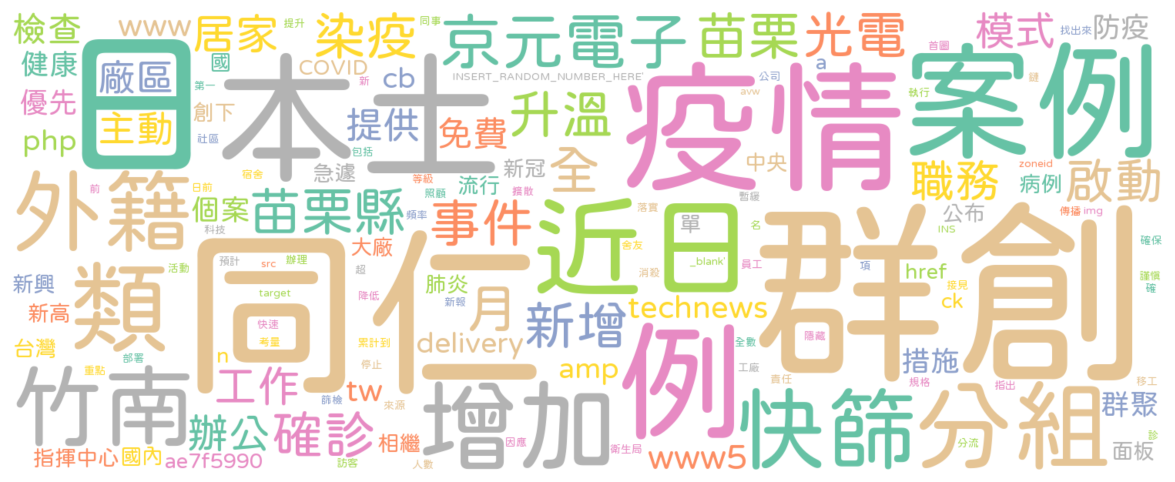 檢查
www
居家
提升
染疫
同事
京元電子
苗栗
光電
首圖
模式
找出來
防疫
健康
廠區
國
COVID
新
cb
INSERT_RANDOM_NUMBER_HERE'
公司
a
案例
鏈
優先
主動
第一
創下
日
本土
提供
免費
升溫
疫情
avw
執行
php
社區
包括
急遽
新冠
全
中央
職務
zoneid
病例
啟動
外籍
前
日前
宿舍
個案
苗栗縣
等級
照顧
流行
擴散
頻率
事件
近日
落實
單
暫緩
名
公布
傳播
img
INS
科技
大廠
類
活動
預計
src
辦理
超
同仁
月
肺炎
舍友
_blank'
員工
群創
項
href
接見
確保
謹慎
確
新興
新高
target
降低
新報
消殺
technews
ck
快速
考量
累計到
delivery
新增
例
全數
隱藏
措施
台灣
部署
n
停止
amp
工廠
重點
竹南
工作
篩檢
tw
來源
增加
快篩
責任
規格
分組
指出
移工
群聚
辦公
確診
相繼
因應
衛生局
www5
分流
診
面板
指揮中心
國內
ae7f5990
訪客
人數